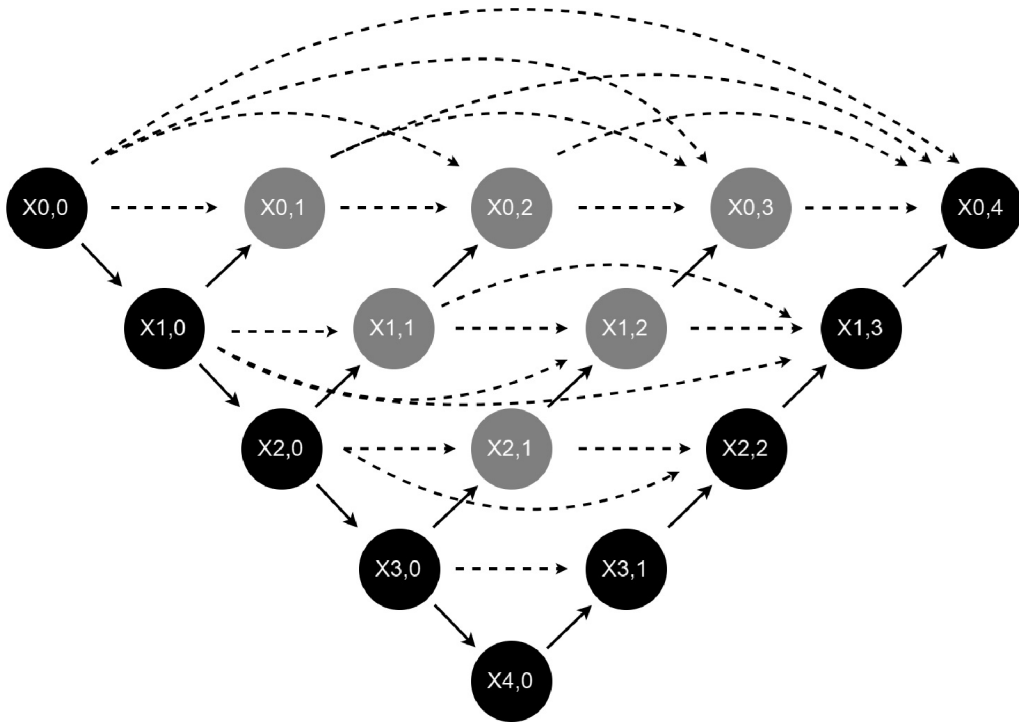 X0,0
X0,1
X0,2
X0,3
X0,4
X1,0
X1,1
X1,2
X1,3
X2,0
X2,1
X2,2
X3,0
X3,1
X4,0